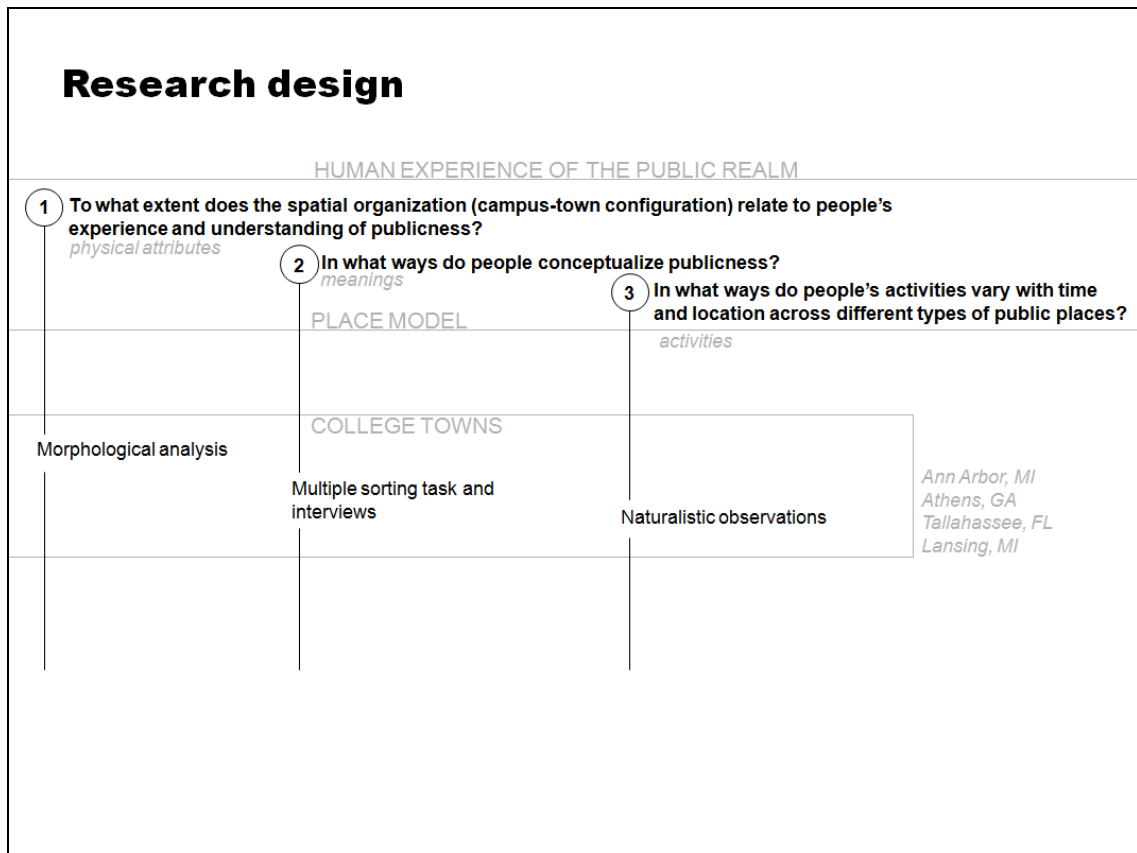 Research design
HUMAN EXPERIENCE OF THE PUBLIC REALM
1
To what extent does the spatial organization (campus-town configuration) relate to people's
experience and understanding of publicness?
physical attributes
2
In what ways do people conceptualize publicness?
meanings
3
In what ways do people's activities vary with time
and location across different types of public places?
PLACE MODEL
activities
COLLEGE TOWNS
Morphological analysis
Multiple sorting task and
interviews
Naturalistic observations
Ann Arbor, MI
Athens, GA
Tallahassee, FL
Lansing, MI